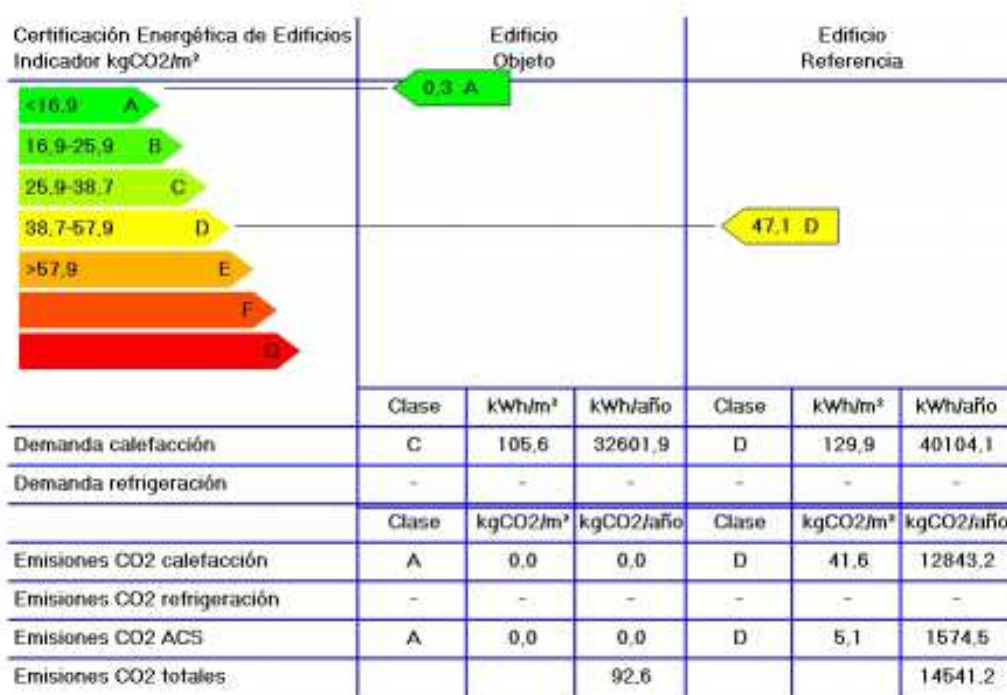 Certificación Energética de Edificios
Indicador kgCO2/m²
Edificio
Objeto
Edificio
Referencia
<16,9 A
0,3 A
16,9-25,9 B
25,9-38,7 C
38,7-57,9 D
47,1 D
>57,9 E
F
G
Clase kWh/m² kWh/año Clase kWh/m² kWh/año
Demanda calefacción C 105,6 32601,9 D 129,9 40104,1
Demanda refrigeración - - - - - -
Clase kgCO2/m² kgCO2/año Clase kgCO2/m² kgCO2/año
Emisiones CO2 calefacción A 0,0 0,0 D 41,6 12843,2
Emisiones CO2 refrigeración - - - - - -
Emisiones CO2 ACS A 0,0 0,0 D 5,1 1574,5
Emisiones CO2 totales 92,6 14541,2